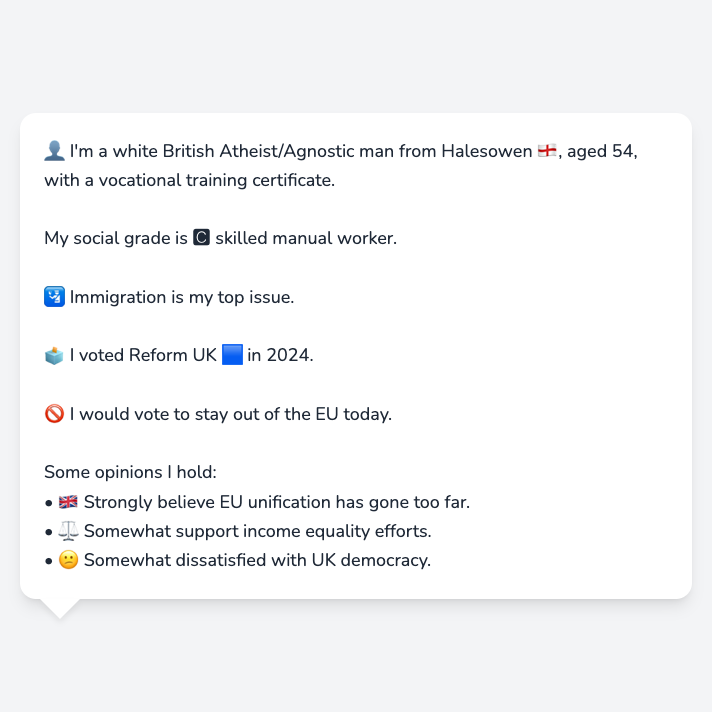 👤 I'm a white British Atheist/Agnostic man from Halesowen 🏴󠁧󠁢󠁥󠁮󠁧󠁿, aged 54,
with a vocational training certificate.
My social grade is 🅲 skilled manual worker.
🛂 Immigration is my top issue.
🗳️ I voted Reform UK 🟦 in 2024.
🚫 I would vote to stay out of the EU today.
Some opinions I hold:
• 🇬🇧 Strongly believe EU unification has gone too far.
• ⚖️ Somewhat support income equality efforts.
• 😕 Somewhat dissatisfied with UK democracy.